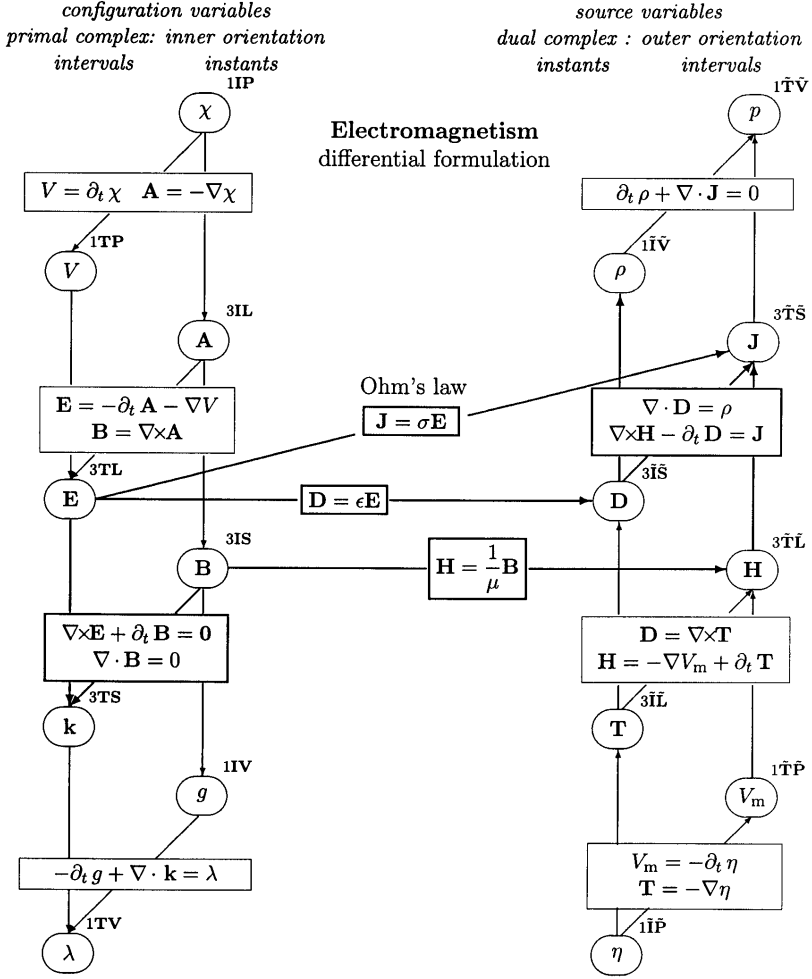 configuration variables
primal complex: inner orientation
intervals instants
source variables
dual complex : outer orientation
instants intervals
Electromagnetism
differential formulation
1IP
χ
V = ∂ₜ χ A = −∇χ
1TP
V
3IL
A
E = −∂ₜ A − ∇V
B = ∇×A
3TL
E
3IS
B
∇×E + ∂ₜ B = 0
∇ · B = 0
3TS
k
1IV
g
−∂ₜ g + ∇ · k = λ
1TV
λ
Ohm's law
J = σE
D = ϵE
H = 1/μ B
1T̃Ṽ
p
∂ₜ ρ + ∇ · J = 0
1ĨṼ
ρ
3T̃S̃
J
∇ · D = ρ
∇×H − ∂ₜ D = J
3ĨS̃
D
3T̃L̃
H
D = ∇×T
H = −∇Vₘ + ∂ₜ T
3ĨL̃
T
1T̃P̃
Vₘ
Vₘ = −∂ₜ η
T = −∇η
1ĨP̃
η